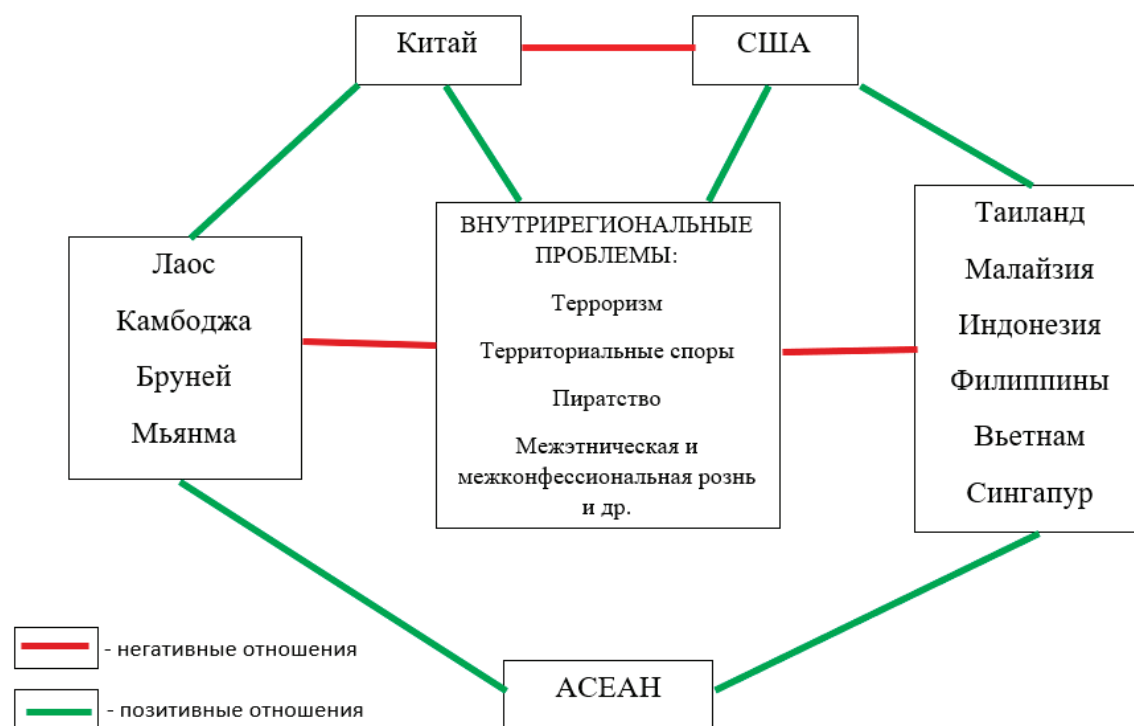 Китай
США
ВНУТРИРЕГИОНАЛЬНЫЕ
ПРОБЛЕМЫ:
Терроризм
Территориальные споры
Пиратство
Межэтническая и
межконфессиональная рознь
и др.
Лаос
Камбоджа
Бруней
Мьянма
Таиланд
Малайзия
Индонезия
Филиппины
Вьетнам
Сингапур
АСЕАН
- негативные отношения
- позитивные отношения